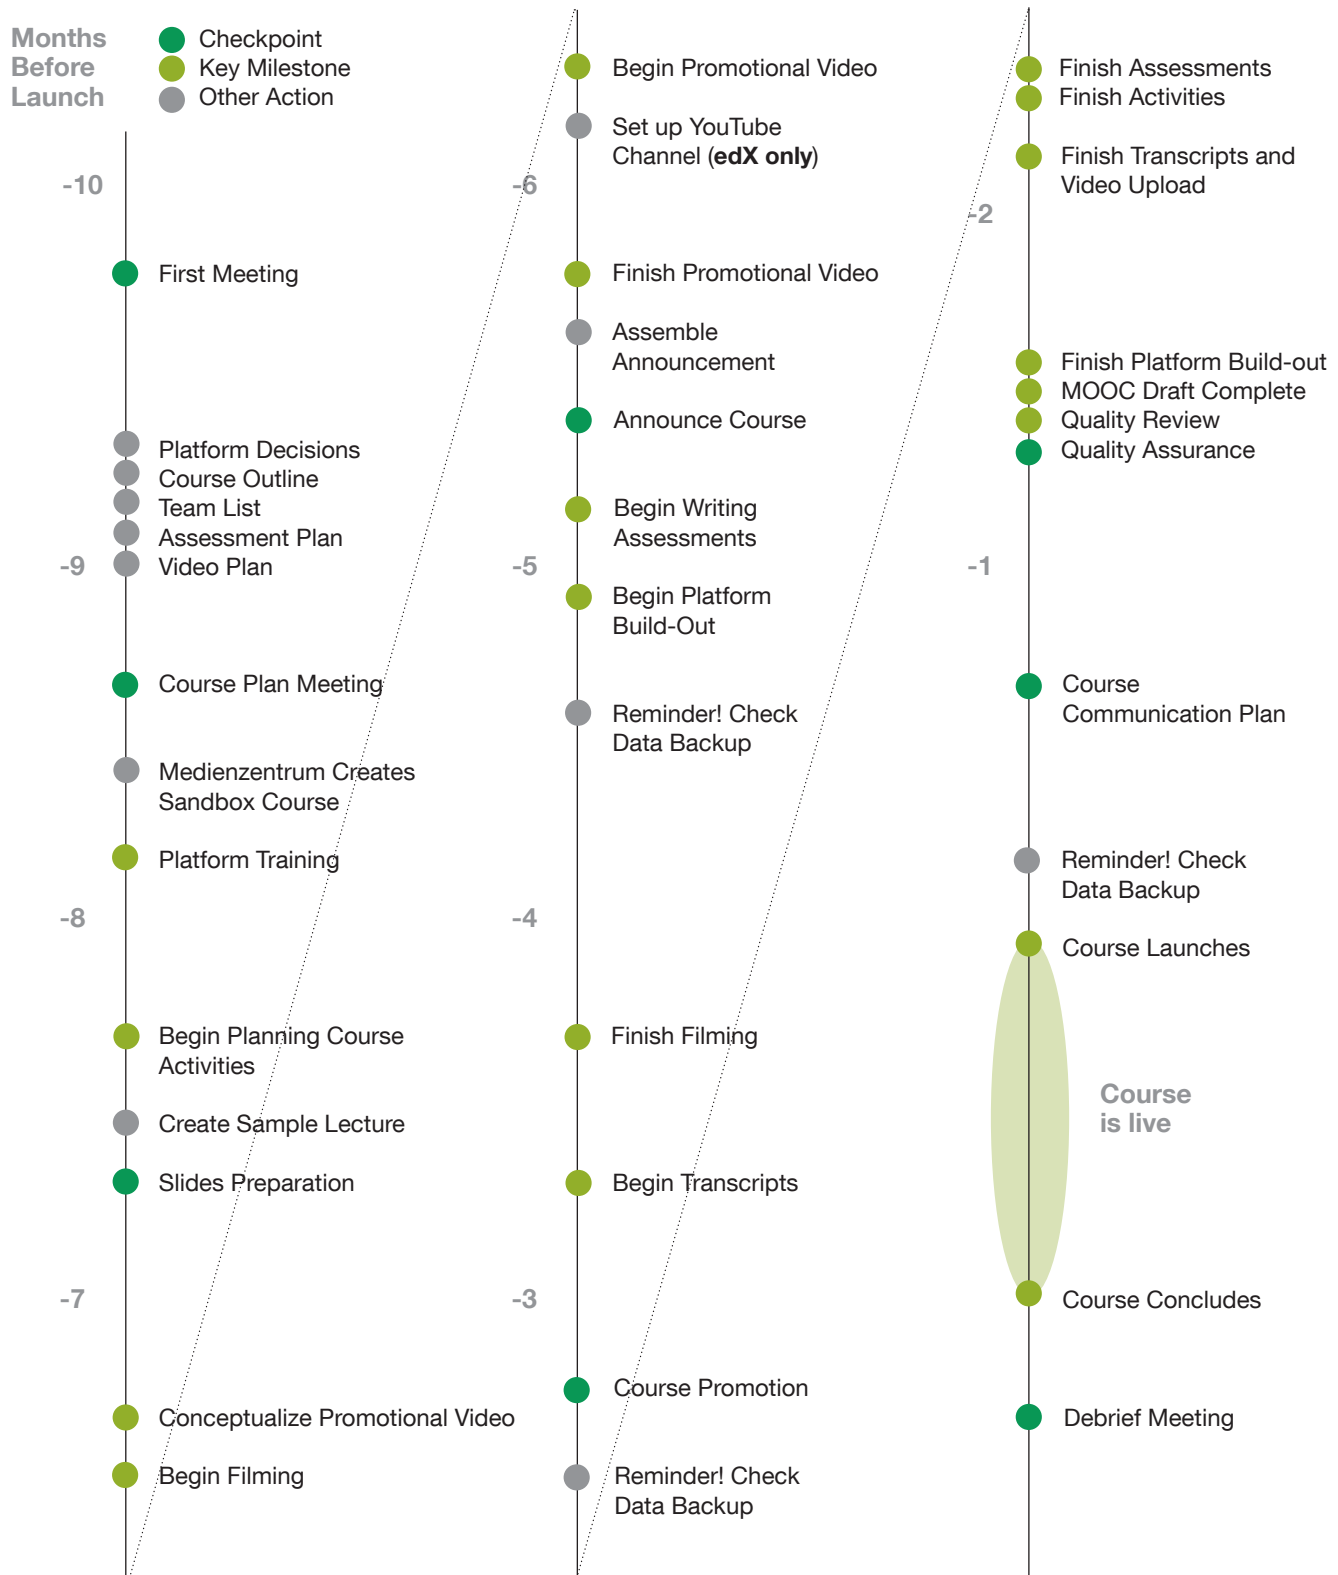 Months
Before
Launch
Checkpoint
Key Milestone
Other Action
-10
First Meeting
Platform Decisions
Course Outline
Team List
Assessment Plan
-9
Video Plan
Course Plan Meeting
Medienzentrum Creates
Sandbox Course
Platform Training
-8
Begin Planning Course
Activities
Create Sample Lecture
Slides Preparation
-7
Conceptualize Promotional Video
Begin Filming
Begin Promotional Video
Set up YouTube
Channel (edX only)
-6
Finish Promotional Video
Assemble
Announcement
Announce Course
Begin Writing
Assessments
-5
Begin Platform
Build-Out
Reminder! Check
Data Backup
-4
Finish Filming
Begin Transcripts
-3
Course Promotion
Reminder! Check
Data Backup
Finish Assessments
Finish Activities
Finish Transcripts and
Video Upload
-2
Finish Platform Build-out
MOOC Draft Complete
Quality Review
Quality Assurance
-1
Course
Communication Plan
Reminder! Check
Data Backup
Course Launches
Course
is live
Course Concludes
Debrief Meeting